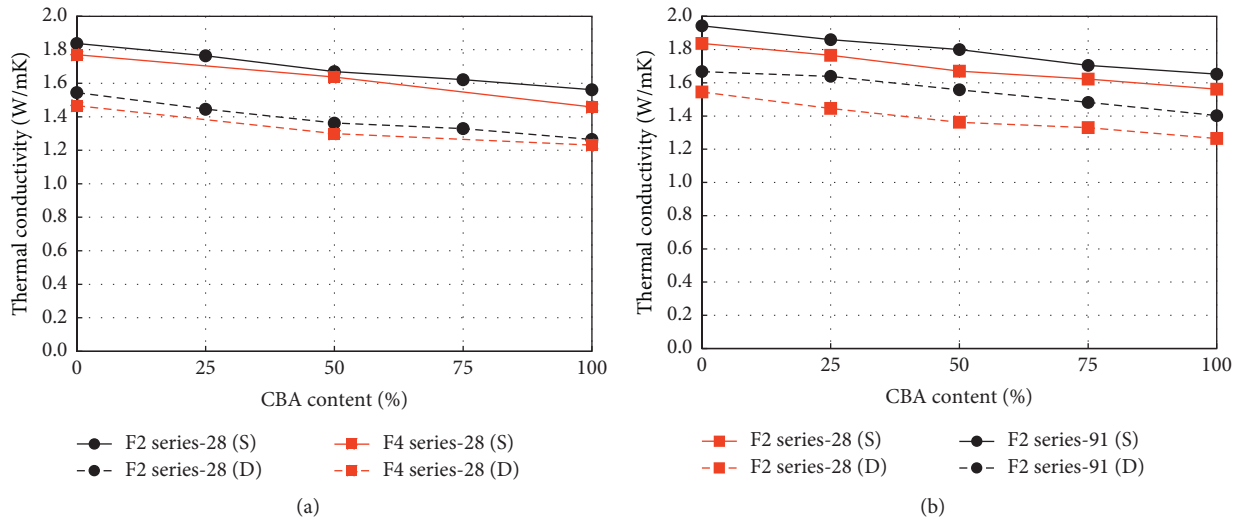 2.0
1.8
1.6
1.4
1.2
1.0
0.8
0.6
0.4
0.2
0.0
Thermal conductivity (W/mK)
0 25 50 75 100
CBA content (%)
F2 series-28 (S) F4 series-28 (S)
F2 series-28 (D) F4 series-28 (D)
(a)
2.0
1.8
1.6
1.4
1.2
1.0
0.8
0.6
0.4
0.2
0.0
Thermal conductivity (W/mK)
0 25 50 75 100
CBA content (%)
F2 series-28 (S) F2 series-91 (S)
F2 series-28 (D) F2 series-91 (D)
(b)